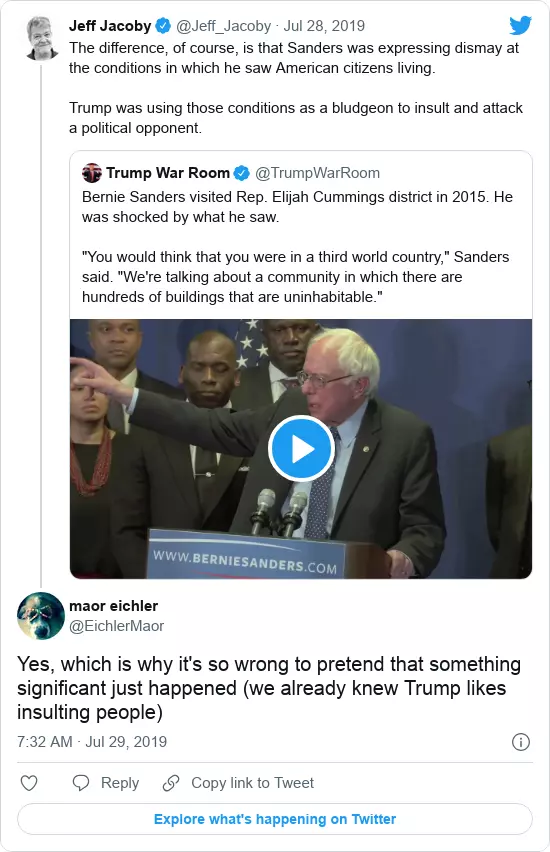 Jeff Jacoby @Jeff_Jacoby · Jul 28, 2019
The difference, of course, is that Sanders was expressing dismay at
the conditions in which he saw American citizens living.
Trump was using those conditions as a bludgeon to insult and attack
a political opponent.
Trump War Room @TrumpWarRoom
Bernie Sanders visited Rep. Elijah Cummings district in 2015. He
was shocked by what he saw.
"You would think that you were in a third world country," Sanders
said. "We're talking about a community in which there are
hundreds of buildings that are uninhabitable."
WWW.BERNIESANDERS.COM
maor eichler
@EichlerMaor
Yes, which is why it's so wrong to pretend that something
significant just happened (we already knew Trump likes
insulting people)
7:32 AM · Jul 29, 2019
Reply Copy link to Tweet
Explore what's happening on Twitter